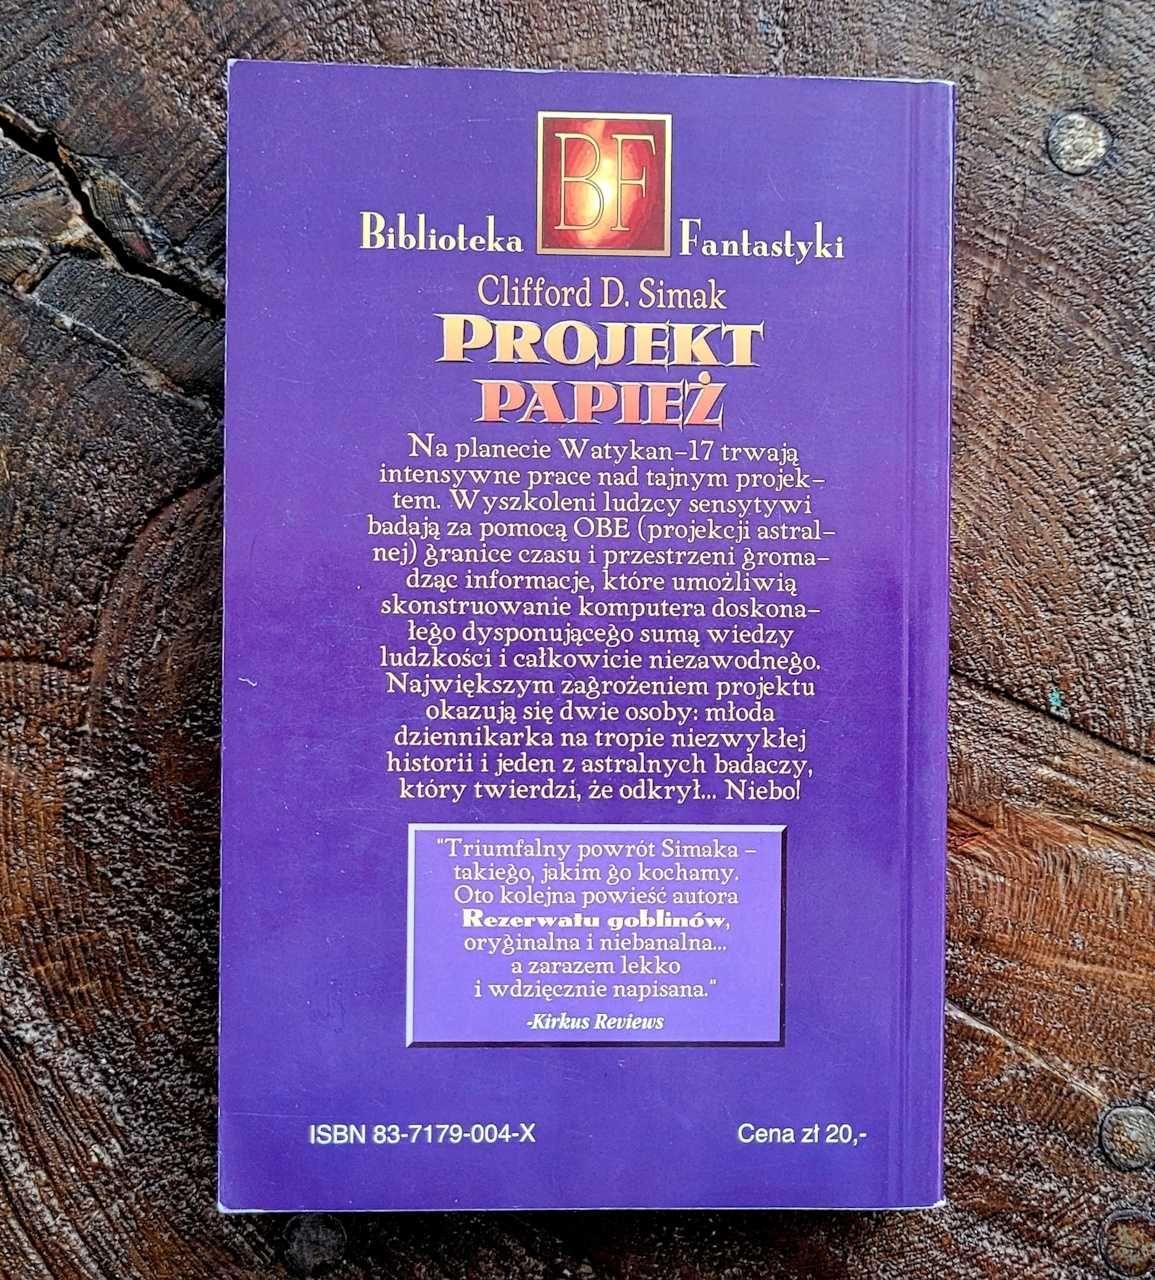 BF
Biblioteka Fantastyki
Clifford D. Simak
PROJEKT
PAPIEŻ
Na planecie Watykan-17 trwają
intensywne prace nad tajnym projek-
tem. Wyszkoleni ludzcy sensytywi
badają za pomocą OBE (projekcji astral-
nej) granice czasu i przestrzeni groma-
dząc informacje, które umożliwią
skonstruowanie komputera doskona-
łego dysponującego sumą wiedzy
ludzkości i całkowicie niezawodnego.
Największym zagrożeniem projektu
okazują się dwie osoby: młoda
dziennikarka na tropie niezwykłej
historii i jeden z astralnych badaczy,
który twierdzi, że odkrył... Niebo!
"Triumfalny powrót Simaka -
takiego, jakim go kochamy.
Oto kolejna powieść autora
Rezerwatu goblinów,
oryginalna i niebanalna...
a zarazem lekko
i wdzięcznie napisana."
-Kirkus Reviews
ISBN 83-7179-004-X
Cena zł 20,-